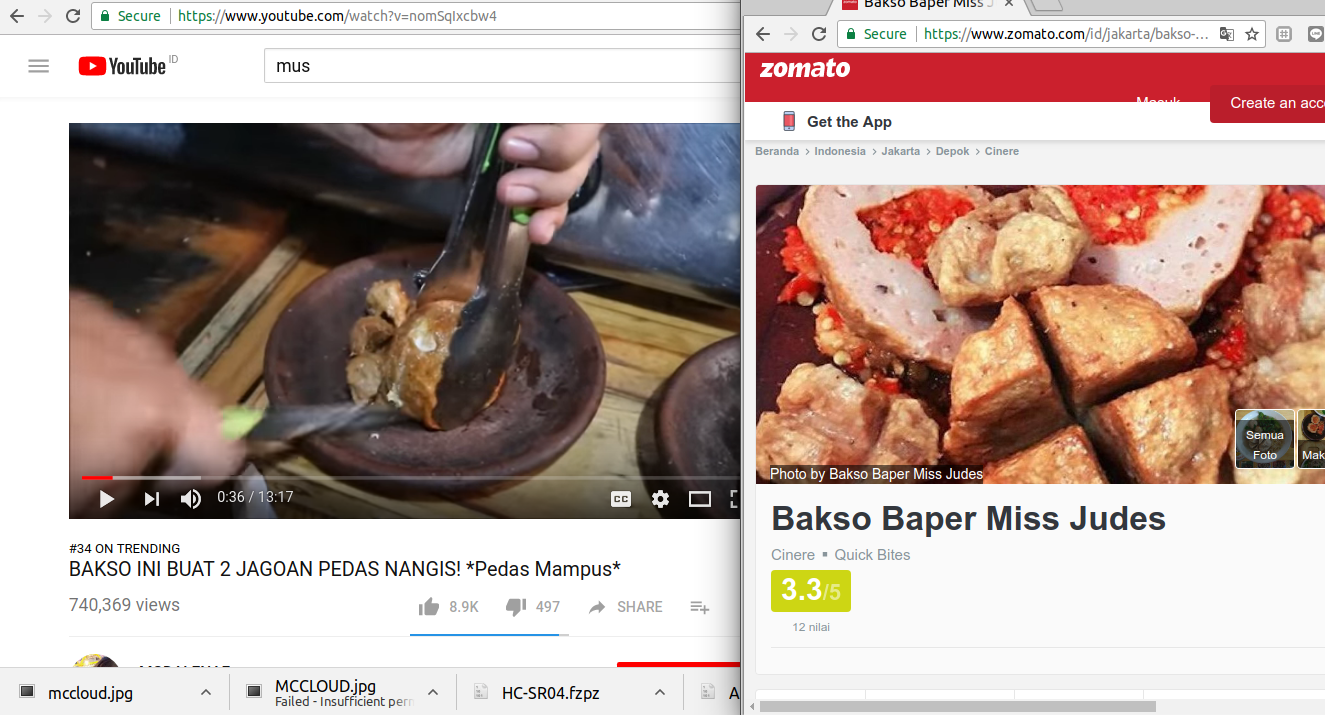 Secure https://www.youtube.com/watch?v=nomSqIxcbw4
YouTube ID
mus
0:36 / 13:17
CC
#34 ON TRENDING
BAKSO INI BUAT 2 JAGOAN PEDAS NANGIS! *Pedas Mampus*
740,369 views
8.9K 497 SHARE
mccloud.jpg
MCCLOUD.jpg
Failed - Insufficient perm
HC-SR04.fzpz
A
Bakso Baper Miss J
Secure https://www.zomato.com/id/jakarta/bakso-...
zomato
Masuk
Create an acco
Get the App
Beranda > Indonesia > Jakarta > Depok > Cinere
Semua
Foto
Mak
Photo by Bakso Baper Miss Judes
Bakso Baper Miss Judes
Cinere ▪ Quick Bites
3.3/5
12 nilai